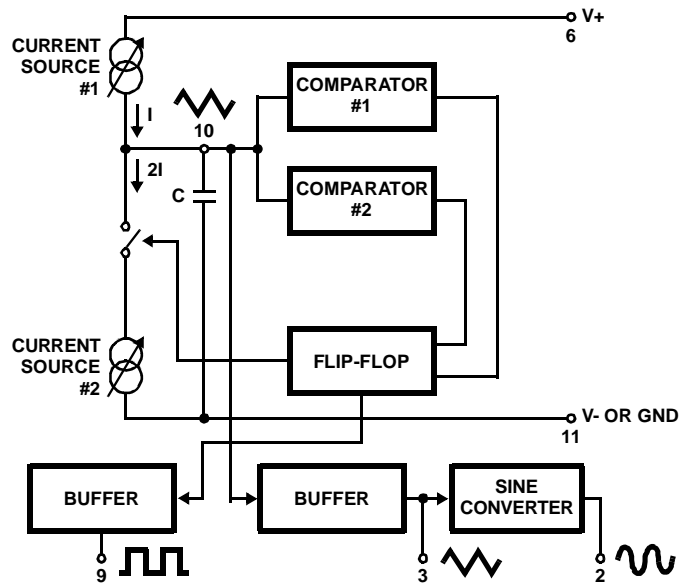 V+
6
CURRENT
SOURCE
#1
I
10
2I
C
COMPARATOR
#1
COMPARATOR
#2
CURRENT
SOURCE
#2
FLIP-FLOP
V- OR GND
11
BUFFER
BUFFER
SINE
CONVERTER
9
3
2